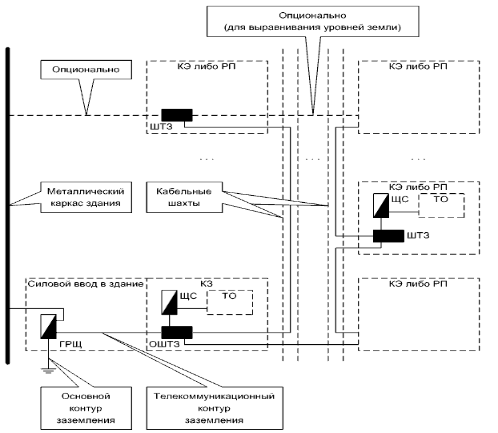 Опционально
(для выравнивания уровней земли)
Опционально
КЭ либо РП
КЭ либо РП
ШТЗ
. . .
. . .
. . .
Металлический
каркас здания
Кабельные
шахты
КЭ либо РП
ЩС
ТО
ШТЗ
Силовой ввод в здание
КЗ
КЭ либо РП
ЩС
ТО
ГРЩ
ОШТЗ
Основной
контур
заземления
Телекоммуникационный
контур
заземления